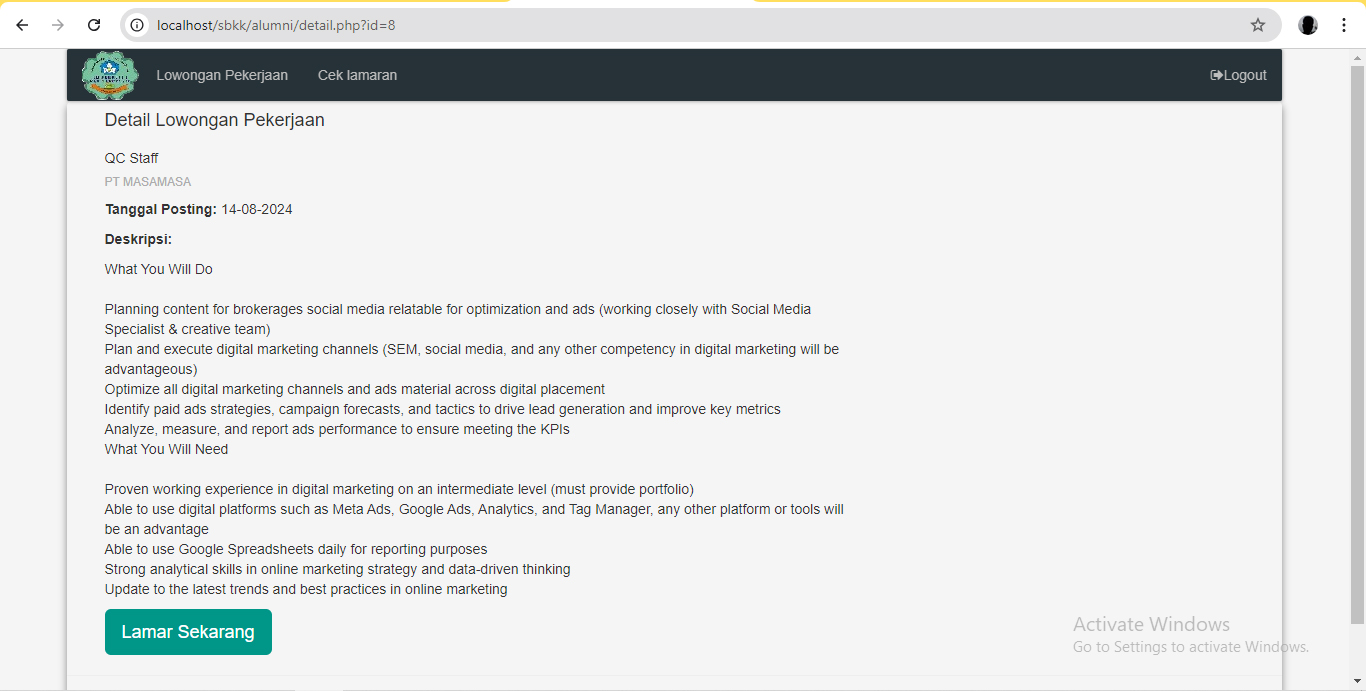 localhost/sbkk/alumni/detail.php?id=8
Lowongan Pekerjaan
Cek lamaran
Logout
Detail Lowongan Pekerjaan
QC Staff
PT MASAMASA
Tanggal Posting: 14-08-2024
Deskripsi:
What You Will Do
Planning content for brokerages social media relatable for optimization and ads (working closely with Social Media
Specialist & creative team)
Plan and execute digital marketing channels (SEM, social media, and any other competency in digital marketing will be
advantageous)
Optimize all digital marketing channels and ads material across digital placement
Identify paid ads strategies, campaign forecasts, and tactics to drive lead generation and improve key metrics
Analyze, measure, and report ads performance to ensure meeting the KPIs
What You Will Need
Proven working experience in digital marketing on an intermediate level (must provide portfolio)
Able to use digital platforms such as Meta Ads, Google Ads, Analytics, and Tag Manager, any other platform or tools will
be an advantage
Able to use Google Spreadsheets daily for reporting purposes
Strong analytical skills in online marketing strategy and data-driven thinking
Update to the latest trends and best practices in online marketing
Lamar Sekarang
Activate Windows
Go to Settings to activate Windows.